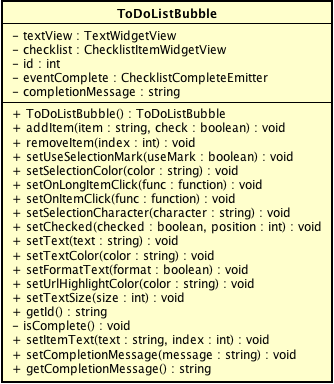 ToDoListBubble
- textView : TextWidgetView
- checklist : ChecklistItemWidgetView
- id : int
- eventComplete : ChecklistCompleteEmitter
- completionMessage : string
+ ToDoListBubble() : ToDoListBubble
+ addItem(item : string, check : boolean) : void
+ removeItem(index : int) : void
+ setUseSelectionMark(useMark : boolean) : void
+ setSelectionColor(color : string) : void
+ setOnLongItemClick(func : function) : void
+ setOnItemClick(func : function) : void
+ setSelectionCharacter(character : string) : void
+ setChecked(checked : boolean, position : int) : void
+ setText(text : string) : void
+ setTextColor(color : string) : void
+ setFormatText(format : boolean) : void
+ setUrlHighlightColor(color : string) : void
+ setTextSize(size : int) : void
+ getId() : string
- isComplete() : void
+ setItemText(text : string, index : int) : void
+ setCompletionMessage(message : string) : void
+ getCompletionMessage() : string